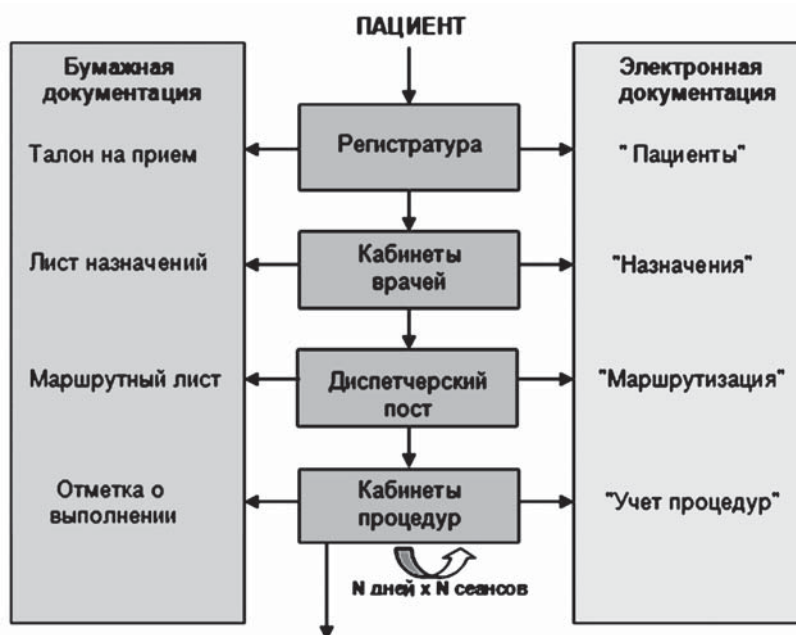 ПАЦИЕНТ
Бумажная
документация
Электронная
документация
Талон на прием
Регистратура
" Пациенты"
Лист назначений
Кабинеты
врачей
"Назначения"
Маршрутный лист
Диспетчерский
пост
"Маршрутизация"
Отметка о
выполнении
Кабинеты
процедур
"Учет процедур"
N дней x N сеансов